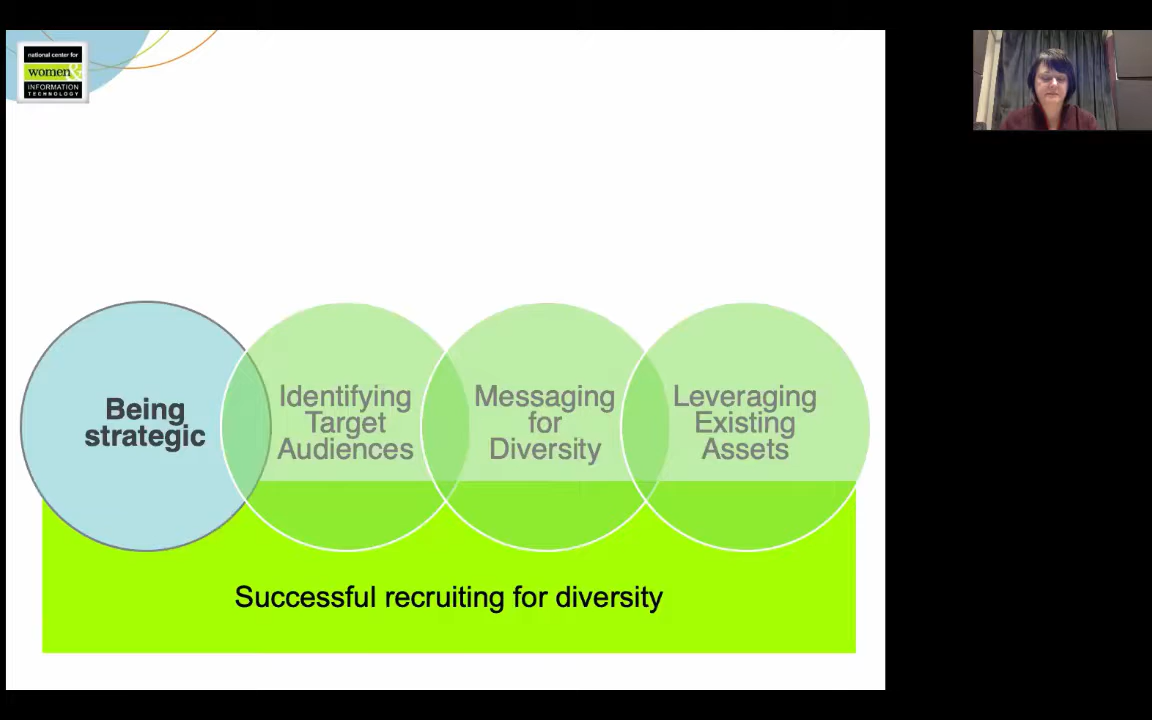 national center for
women&
INFORMATION
TECHNOLOGY
Being
strategic
Identifying
Target
Audiences
Messaging
for
Diversity
Leveraging
Existing
Assets
Successful recruiting for diversity